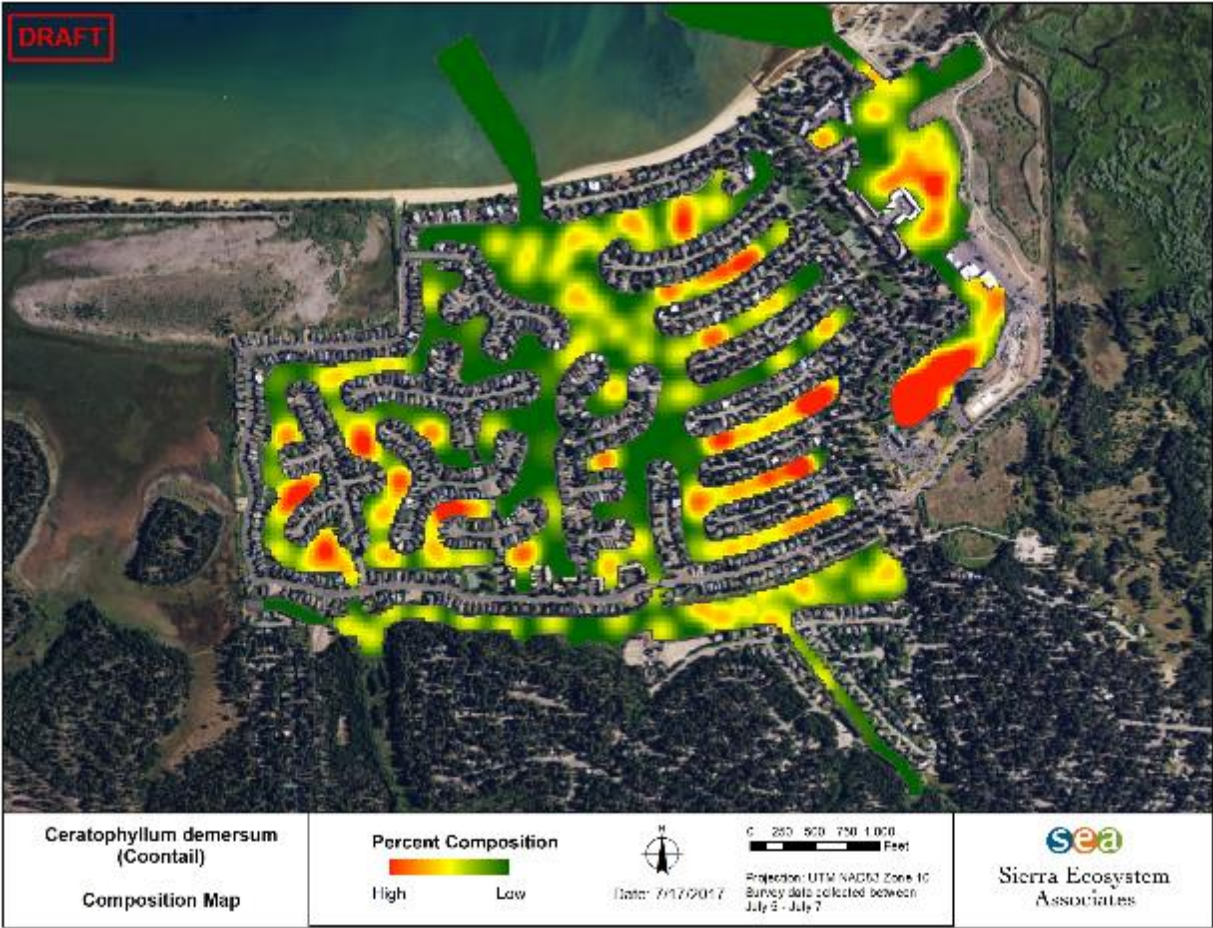 DRAFT
Ceratophyllum demersum
(Coontail)
Composition Map
Percent Composition
High Low
N
Date: 7/17/2017
0 250 500 750 1,000
Feet
Projection: UTM NAD83 Zone 10
Survey data collected between
July 5 - July 7
sea
Sierra Ecosystem
Associates